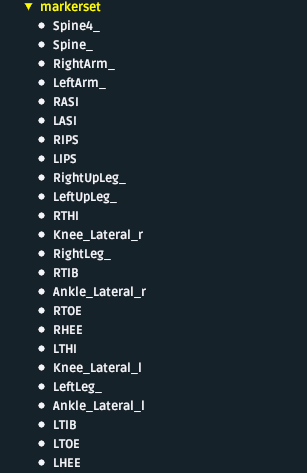 markerset
Spine4_
Spine_
RightArm_
LeftArm_
RASI
LASI
RIPS
LIPS
RightUpLeg_
LeftUpLeg_
RTHI
Knee_Lateral_r
RightLeg_
RTIB
Ankle_Lateral_r
RTOE
RHEE
LTHI
Knee_Lateral_l
LeftLeg_
Ankle_Lateral_l
LTIB
LTOE
LHEE